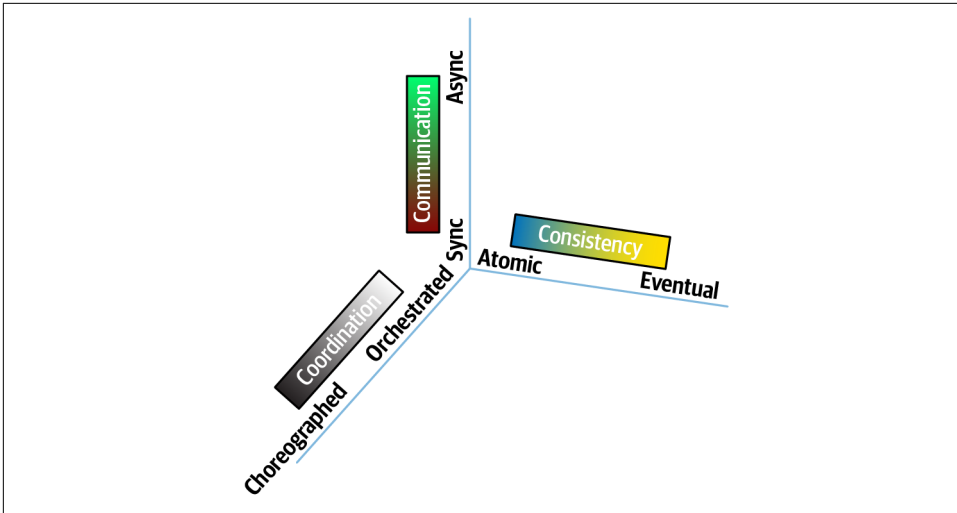 Async
Communication
Sync
Consistency
Atomic
Eventual
Orchestrated
Coordination
Choreographed